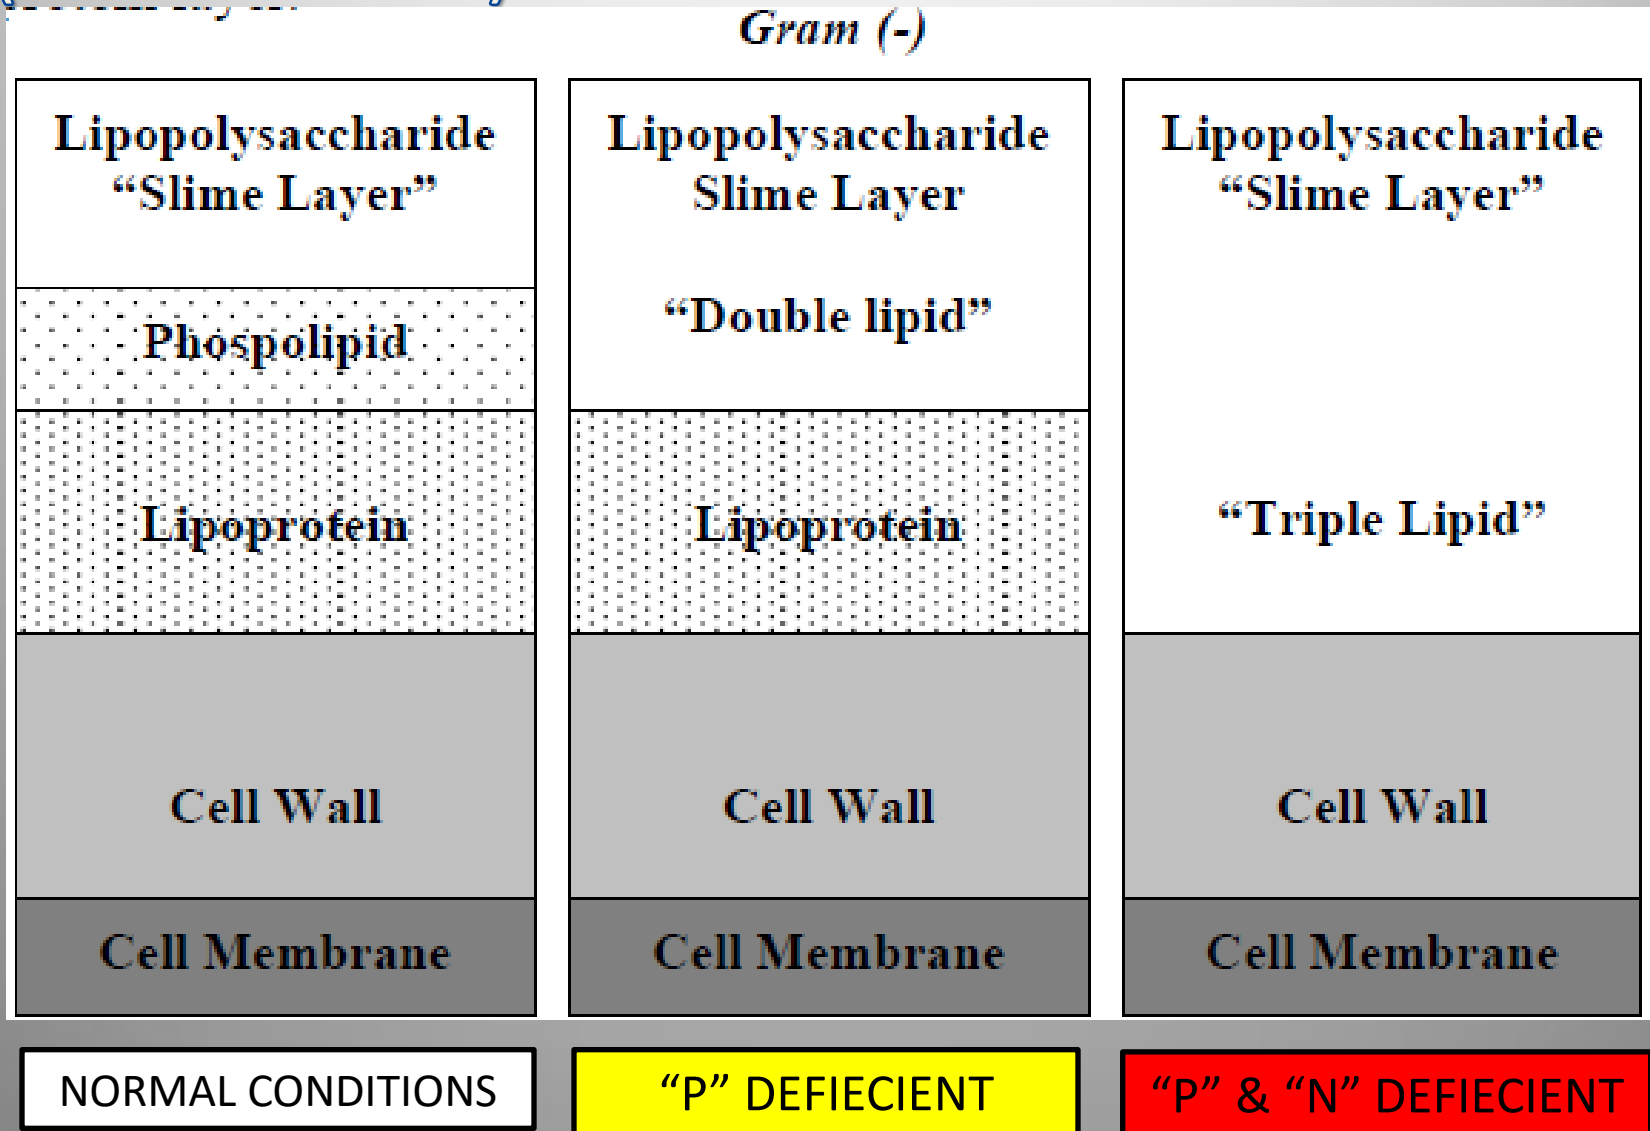 Gram (-)
Lipopolysaccharide
“Slime Layer”
Phospolipid
Lipoprotein
Cell Wall
Cell Membrane
NORMAL CONDITIONS
Lipopolysaccharide
Slime Layer
“Double lipid”
Lipoprotein
Cell Wall
Cell Membrane
“P” DEFIECIENT
Lipopolysaccharide
“Slime Layer”
“Triple Lipid”
Cell Wall
Cell Membrane
“P” & “N” DEFIECIENT